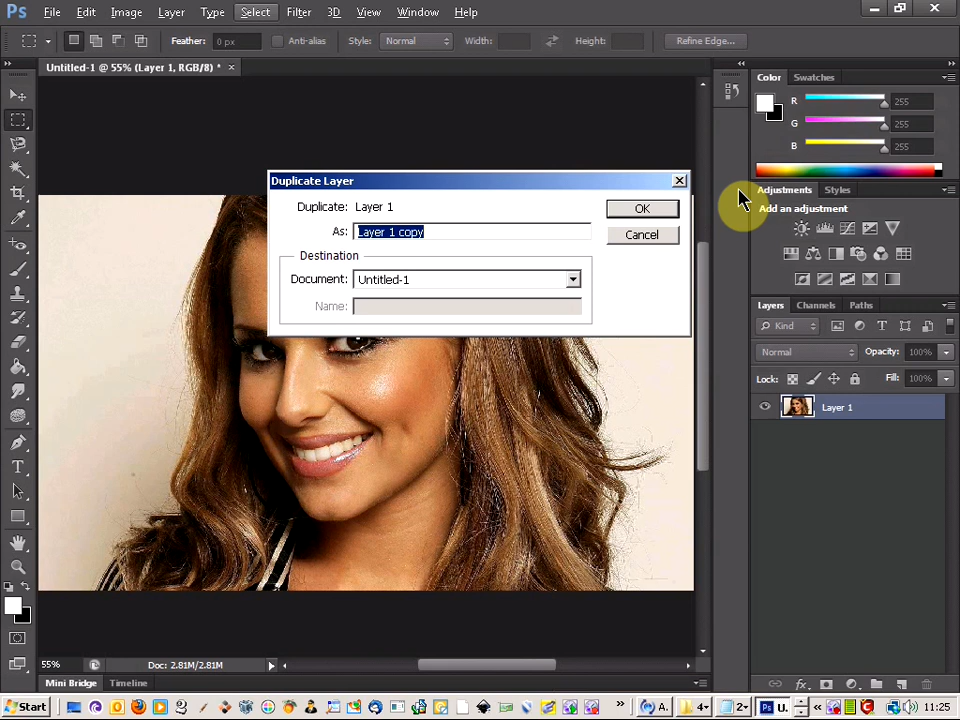 Ps File Edit Image Layer Type Select Filter 3D View Window Help
Feather: 0 px Anti-alias Style: Normal Width: Height: Refine Edge...
Untitled-1 @ 55% (Layer 1, RGB/8) * ×
Color Swatches
R 255
G 255
B 255
Duplicate Layer
Duplicate: Layer 1
OK
As: Layer 1 copy
Cancel
Destination
Document: Untitled-1
Name:
Adjustments Styles
Add an adjustment
Layers Channels Paths
Kind
Normal Opacity: 100%
Lock: Fill: 100%
Layer 1
55% Doc: 2.81M/2.81M
Mini Bridge Timeline
Start A. 4 2 Ps U. 11:25